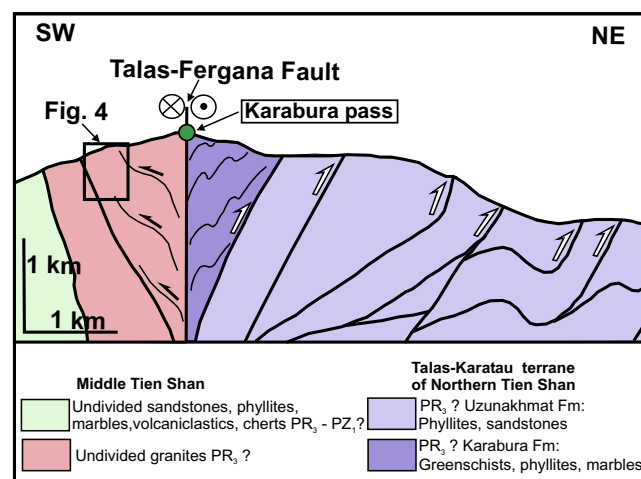 SW
NE
Talas-Fergana Fault
Fig. 4
Karabura pass
1 km
1 km
Middle Tien Shan
Undivided sandstones, phyllites,
marbles,volcaniclastics, cherts PR₃ - PZ₁?
Undivided granites PR₃ ?
Talas-Karatau terrane
of Northern Tien Shan
PR₃ ? Uzunakhmat Fm:
Phyllites, sandstones
PR₃ ? Karabura Fm:
Greenschists, phyllites, marbles